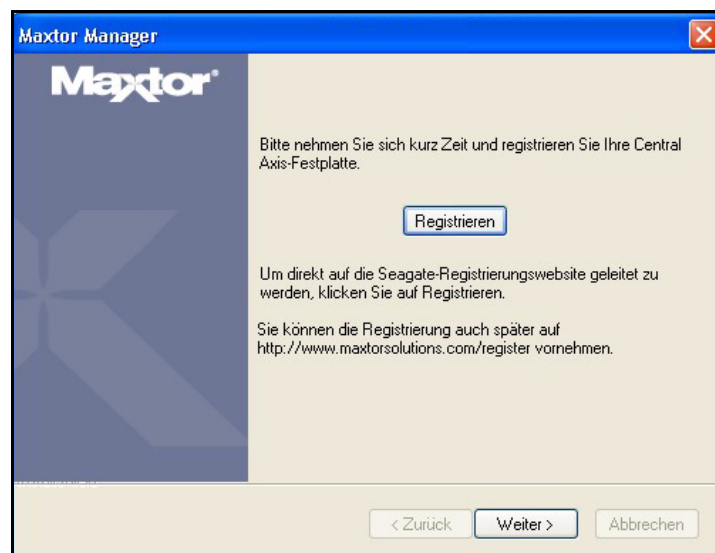 Maxtor Manager
Maxtor®
Bitte nehmen Sie sich kurz Zeit und registrieren Sie Ihre Central
Axis-Festplatte.
Registrieren
Um direkt auf die Seagate-Registrierungswebsite geleitet zu
werden, klicken Sie auf Registrieren.
Sie können die Registrierung auch später auf
http://www.maxtorsolutions.com/register vornehmen.
< Zurück
Weiter >
Abbrechen